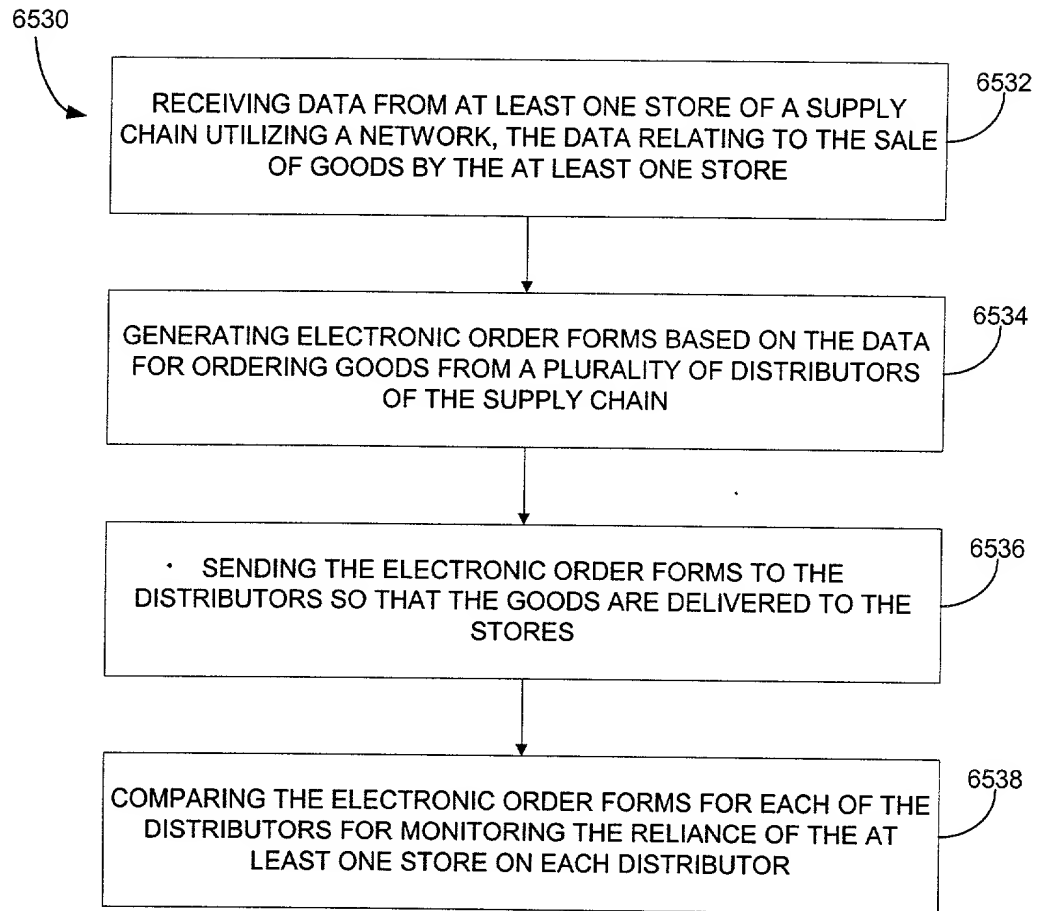 6530
6532
RECEIVING DATA FROM AT LEAST ONE STORE OF A SUPPLY
CHAIN UTILIZING A NETWORK, THE DATA RELATING TO THE SALE
OF GOODS BY THE AT LEAST ONE STORE
6534
GENERATING ELECTRONIC ORDER FORMS BASED ON THE DATA
FOR ORDERING GOODS FROM A PLURALITY OF DISTRIBUTORS
OF THE SUPPLY CHAIN
6536
SENDING THE ELECTRONIC ORDER FORMS TO THE
DISTRIBUTORS SO THAT THE GOODS ARE DELIVERED TO THE
STORES
6538
COMPARING THE ELECTRONIC ORDER FORMS FOR EACH OF THE
DISTRIBUTORS FOR MONITORING THE RELIANCE OF THE AT
LEAST ONE STORE ON EACH DISTRIBUTOR